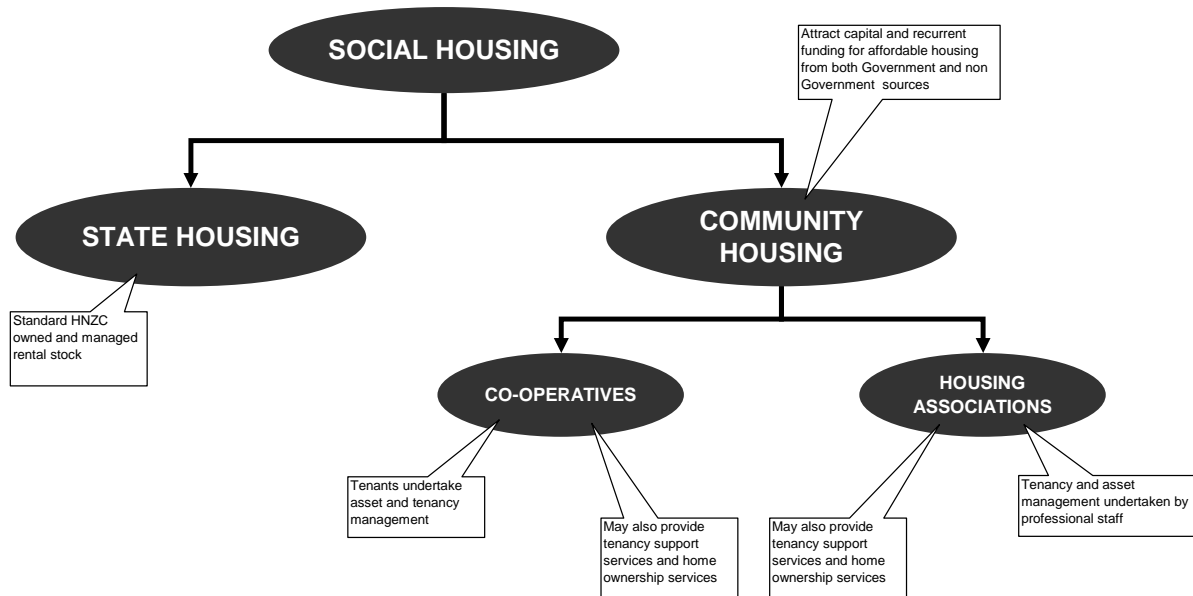 SOCIAL HOUSING
Attract capital and recurrent
funding for affordable housing
from both Government and non
Government sources
STATE HOUSING
COMMUNITY
HOUSING
Standard HNZC
owned and managed
rental stock
CO-OPERATIVES
HOUSING
ASSOCIATIONS
Tenants undertake
asset and tenancy
management
May also provide
tenancy support
services and home
ownership services
May also provide
tenancy support
services and home
ownership services
Tenancy and asset
management undertaken by
professional staff